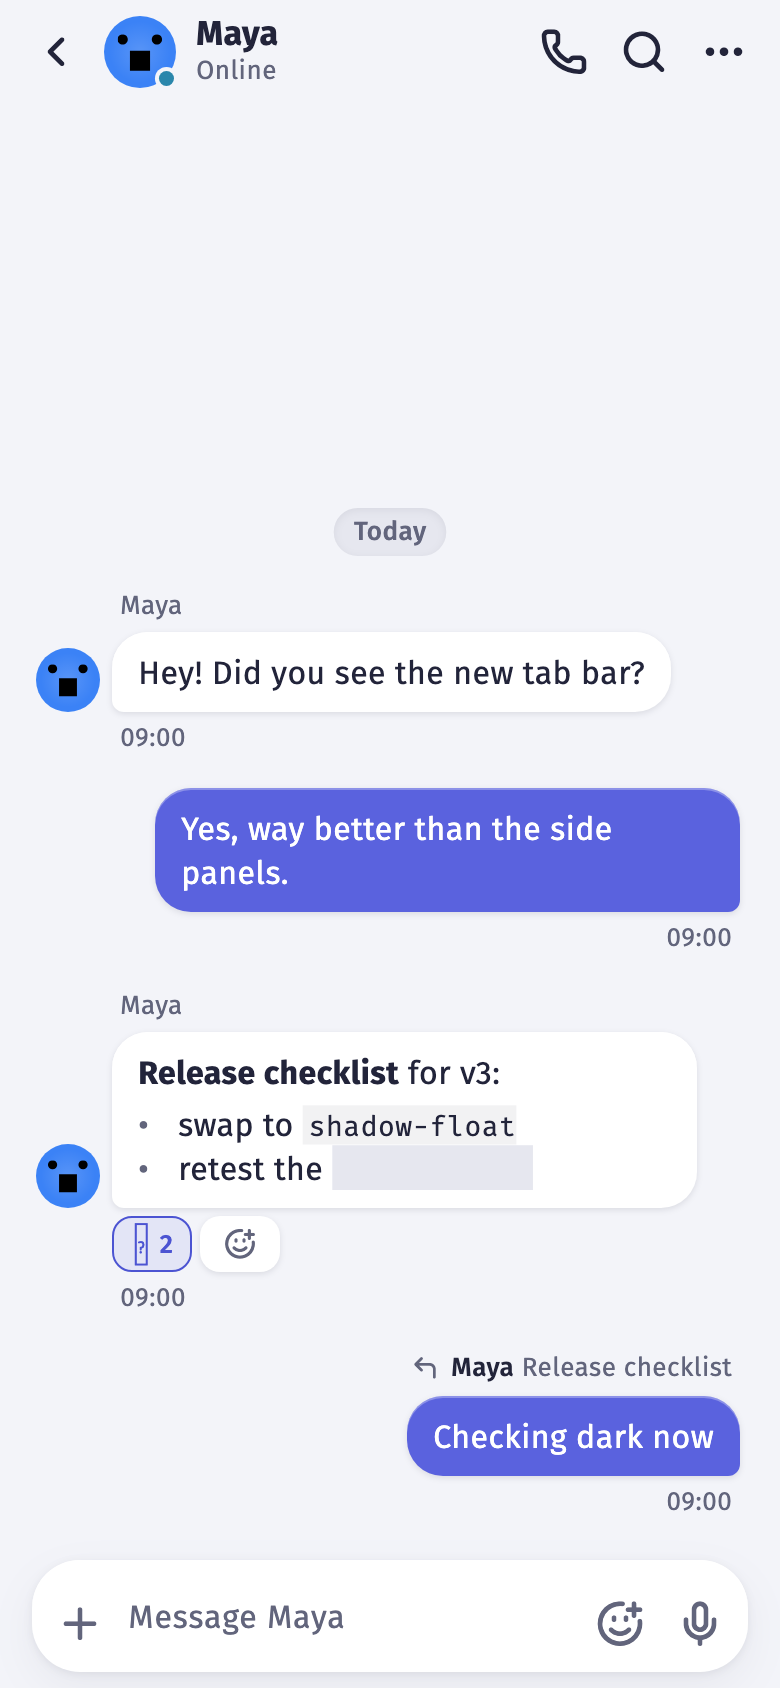 Maya
Online
Today
Maya
Hey! Did you see the new tab bar?
09:00
Yes, way better than the side
panels.
09:00
Maya
Release checklist for v3:
• swap to shadow-float
• retest the
2
09:00
Maya Release checklist
Checking dark now
09:00
Message Maya